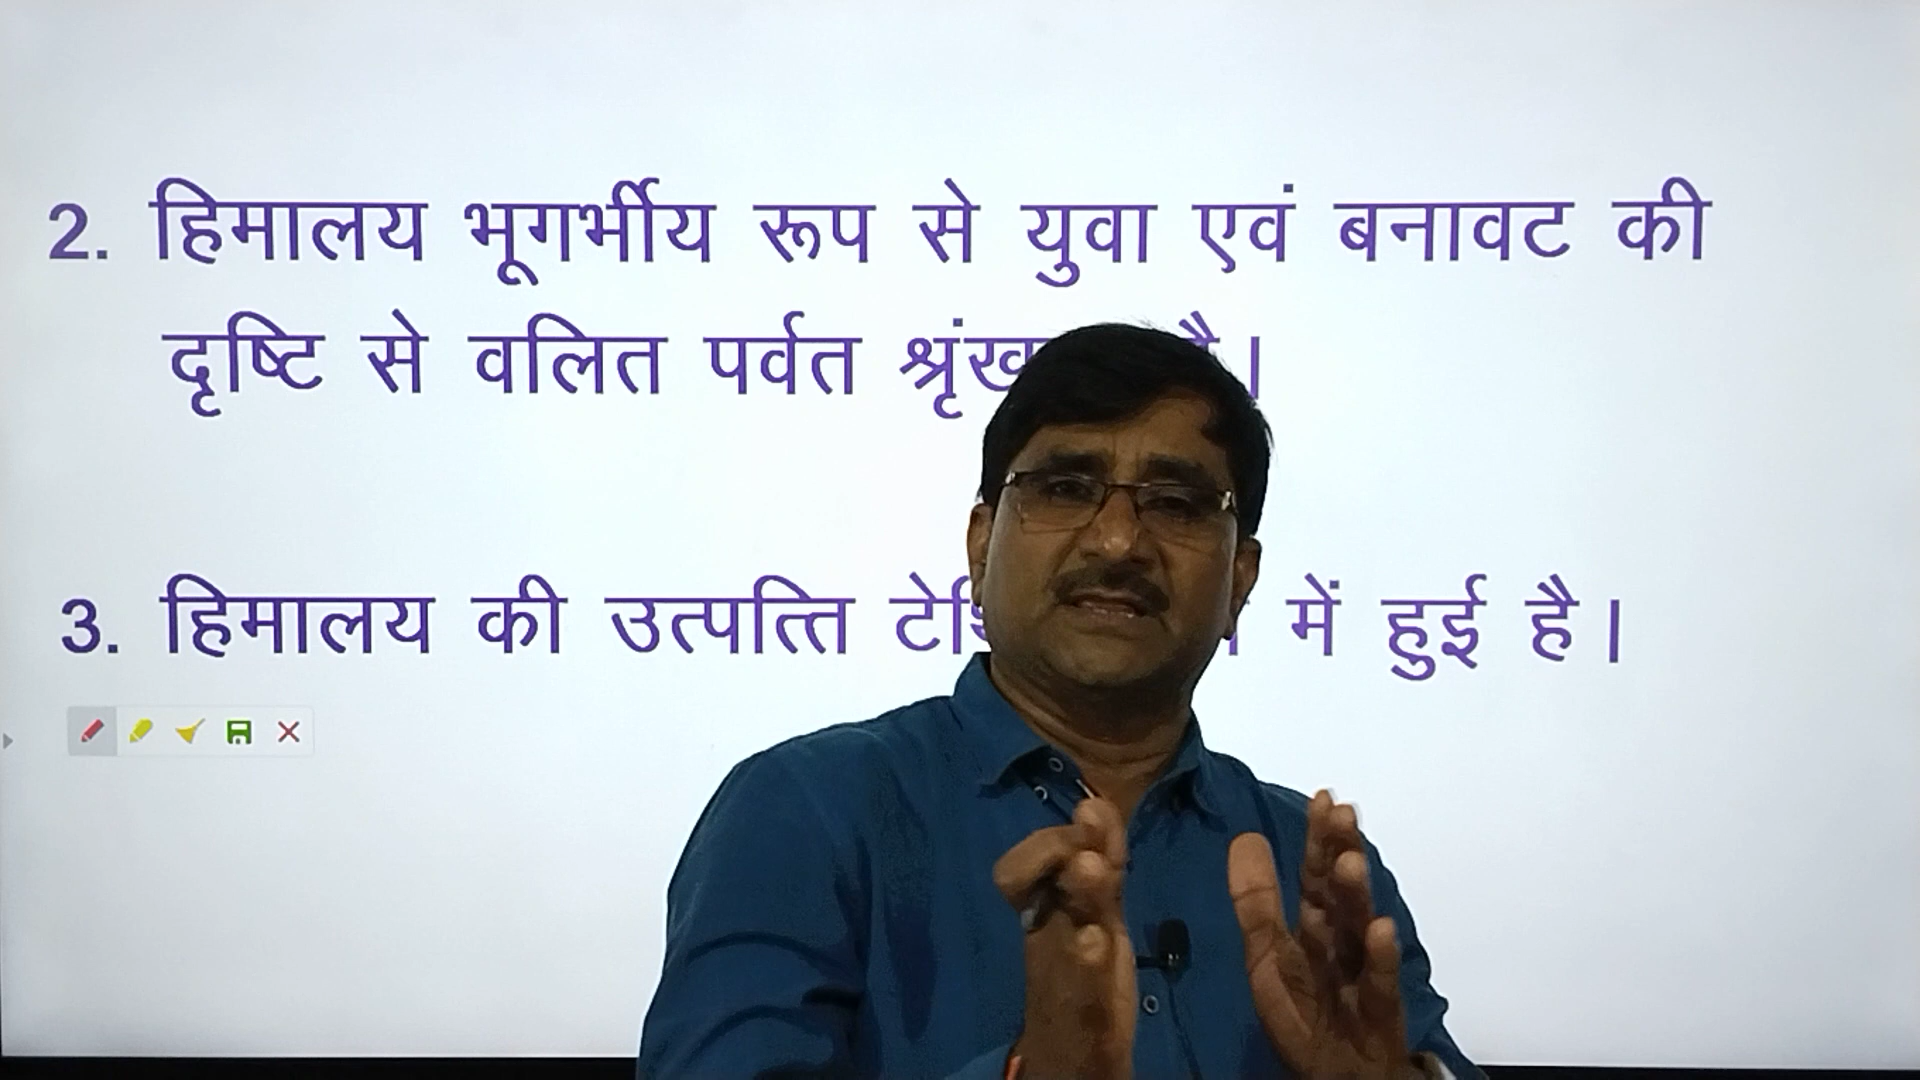 2. हिमालय भूगर्भीय रूप से युवा एवं बनावट की
दृष्टि से वलित पर्वत है।
3. हिमालय की उत्पत्ति में हुई है।